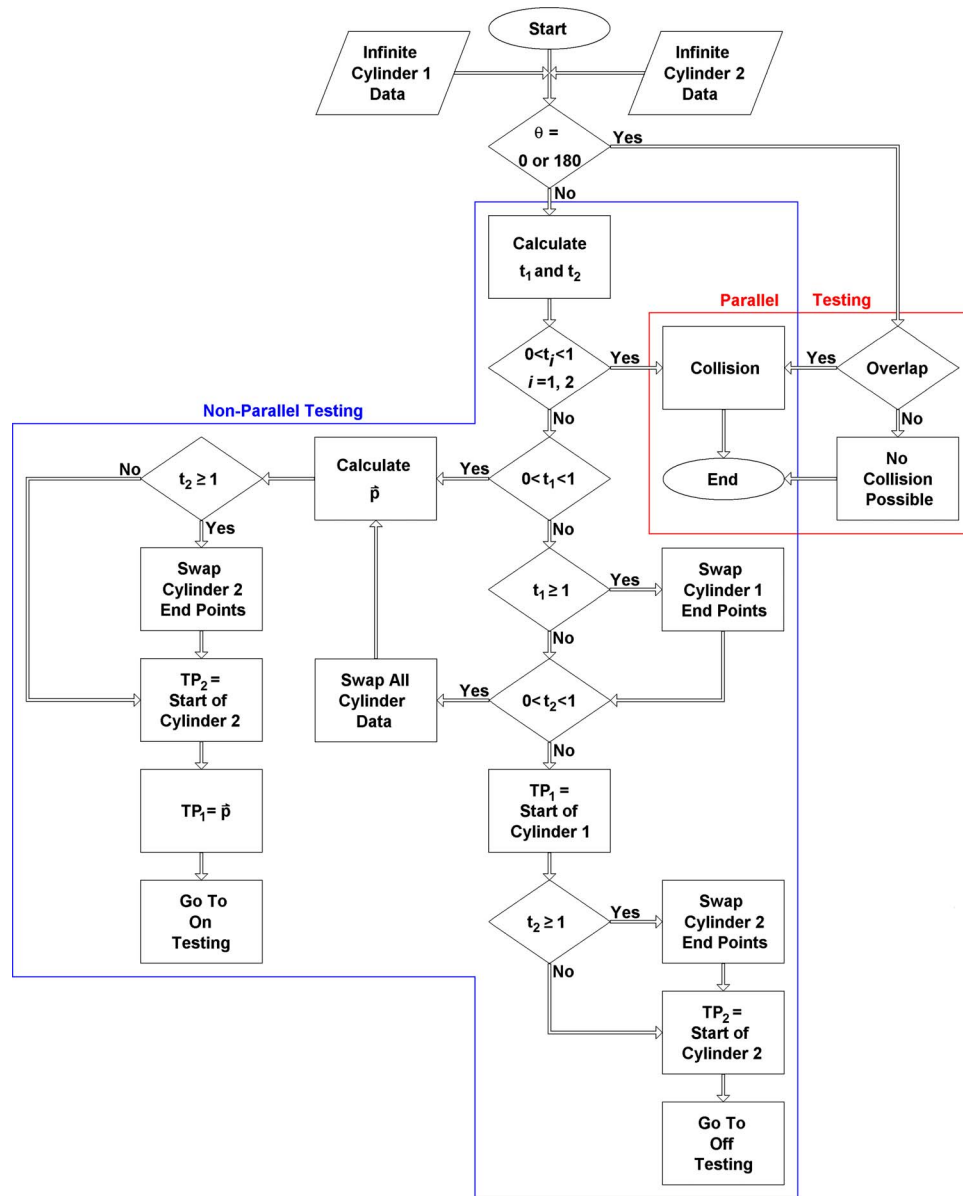 Start
Infinite
Cylinder 1
Data
Infinite
Cylinder 2
Data
θ =
0 or 180
Yes
No
Calculate
t₁ and t₂
Parallel Testing
0<tᵢ<1
i =1, 2
Yes
No
Collision
Yes
Overlap
No
Non-Parallel Testing
No
t₂ ≥ 1
Yes
Calculate
p⃗
Yes
0< t₁<1
No
End
No
Collision
Possible
Swap
Cylinder 2
End Points
t₁ ≥ 1
Yes
No
Swap
Cylinder 1
End Points
TP₂ =
Start of
Cylinder 2
Swap All
Cylinder
Data
Yes
0< t₂<1
No
TP₁= p⃗
TP₁ =
Start of
Cylinder 1
Go To
On
Testing
t₂ ≥ 1
Yes
No
Swap
Cylinder 2
End Points
TP₂ =
Start of
Cylinder 2
Go To
Off
Testing